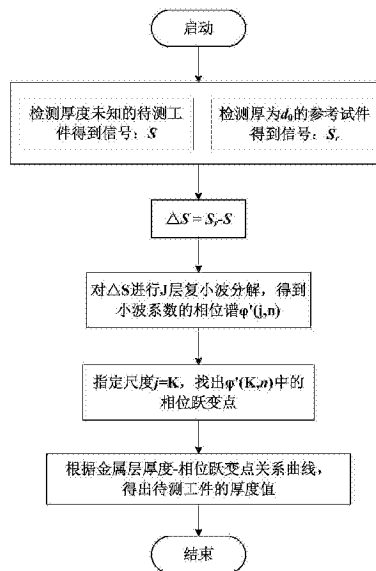 启动
检测厚度未知的待测工
件得到信号：S
检测厚为d₀的参考试件
得到信号：Sᵣ
△S = Sᵣ-S
对△S进行J层复小波分解，得到
小波系数的相位谱φ'(j,n)
指定尺度j=K，找出φ'(K,n)中的
相位跃变点
根据金属层厚度-相位跃变点关系曲线，
得出待测工件的厚度值
结束